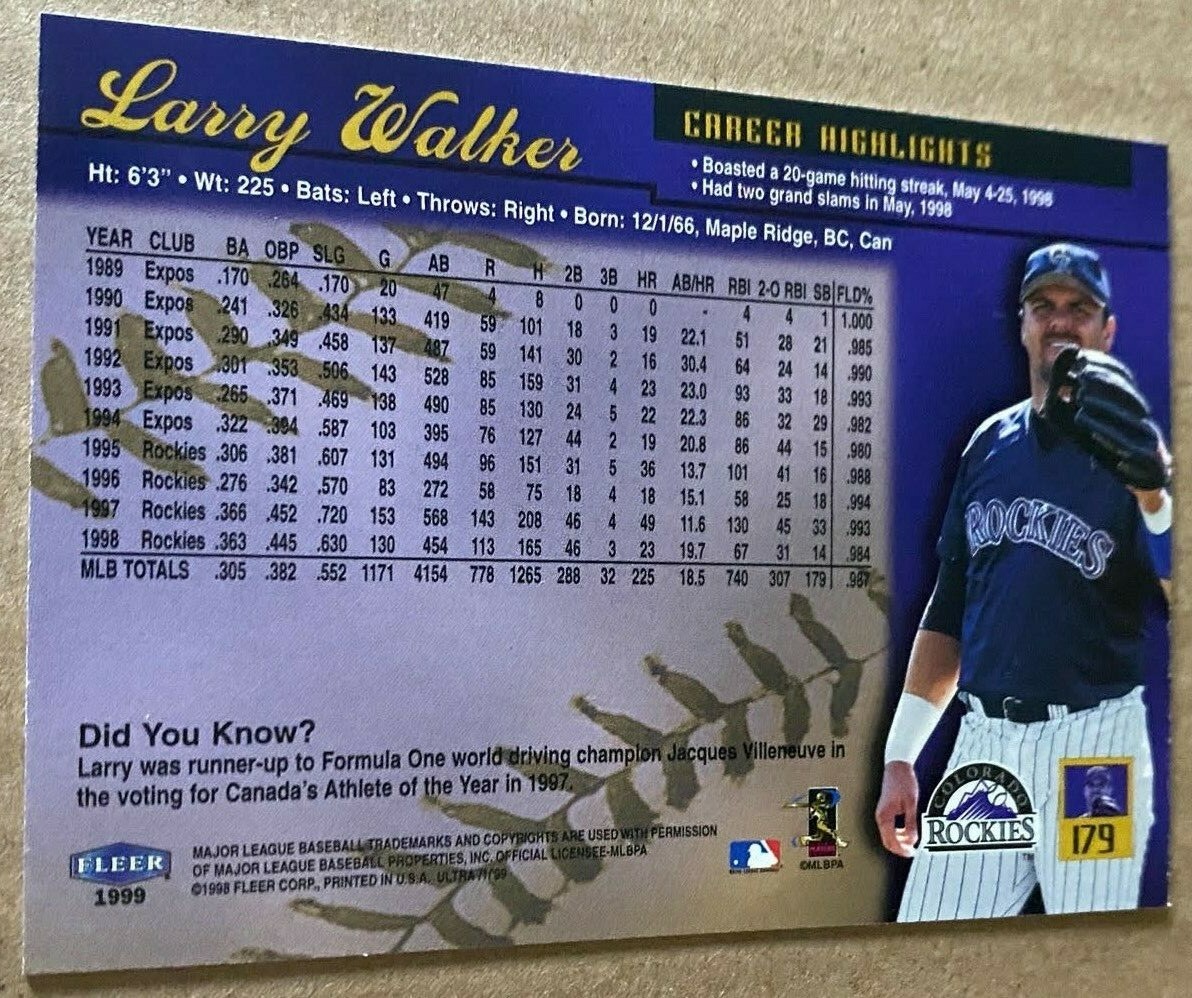 Larry Walker
CAREER HIGHLIGHTS
• Boasted a 20-game hitting streak, May 4-25, 1998
• Had two grand slams in May, 1998
Ht: 6'3" • Wt: 225 • Bats: Left • Throws: Right • Born: 12/1/66, Maple Ridge, BC, Can
YEAR CLUB BA OBP SLG G AB R H 2B 3B HR AB/HR RBI 2-O RBI SB FLD%
1989 Expos .170 .264 .170 20 47 4 8 0 0 0 - 4 4 1 1.000
1990 Expos .241 .326 .434 133 419 59 101 18 3 19 22.1 51 28 21 .985
1991 Expos .290 .349 .458 137 487 59 141 30 2 16 30.4 64 24 14 .990
1992 Expos .301 .353 .506 143 528 85 159 31 4 23 23.0 93 33 18 .993
1993 Expos .265 .371 .469 138 490 85 130 24 5 22 22.3 86 32 29 .982
1994 Expos .322 .394 .587 103 395 76 127 44 2 19 20.8 86 44 15 .980
1995 Rockies .306 .381 .607 131 494 96 151 31 5 36 13.7 101 41 16 .988
1996 Rockies .276 .342 .570 83 272 58 75 18 4 18 15.1 58 25 18 .994
1997 Rockies .366 .452 .720 153 568 143 208 46 4 49 11.6 130 45 33 .993
1998 Rockies .363 .445 .630 130 454 113 165 46 3 23 19.7 67 31 14 .984
MLB TOTALS .305 .382 .552 1171 4154 778 1265 288 32 225 18.5 740 307 179 .987
ROCKIES
Did You Know?
Larry was runner-up to Formula One world driving champion Jacques Villeneuve in
the voting for Canada's Athlete of the Year in 1997.
FLEER
1999
MAJOR LEAGUE BASEBALL TRADEMARKS AND COPYRIGHTS ARE USED WITH PERMISSION
OF MAJOR LEAGUE BASEBALL PROPERTIES, INC. OFFICIAL LICENSEE-MLBPA
©1998 FLEER CORP., PRINTED IN U.S.A. ULTRA /1/99
©MLBPA
COLORADO
ROCKIES
TM
179